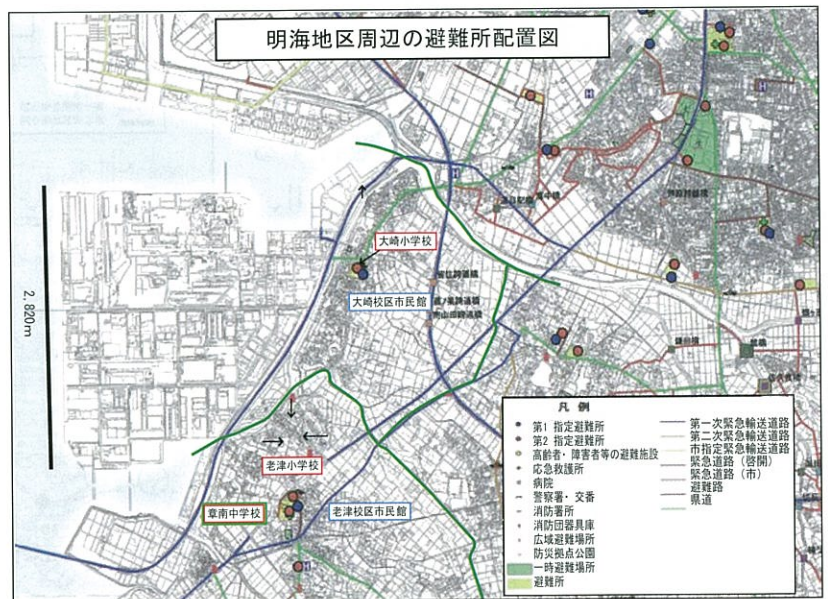 明海地区周辺の避難所配置図
2,820m
大崎小学校
大崎校区市民館
老津小学校
章南中学校
老津校区市民館
凡例
第1 指定避難所
第2 指定避難所
高齢者・障害者等の避難施設
応急救護所
病院
警察署・交番
消防署所
消防団器具庫
広域避難場所
防災拠点公園
一時避難場所
避難所
第一次緊急輸送道路
第二次緊急輸送道路
市指定緊急輸送道路
緊急道路（啓開）
緊急道路（市）
避難路
県道